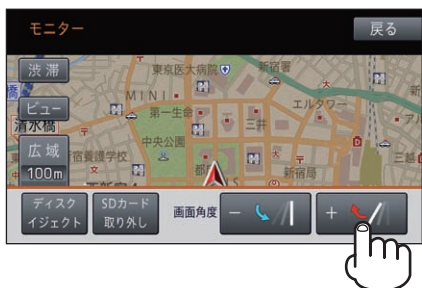 モニター
戻る
渋滞
東京医大病院
新宿署
MINI
ビュー
第一生命
エルタワー
清水橋
三井
広域
100m
中央公園
宿養護学校
三越
新宿局
ディスク
イジェクト
SDカード
取り外し
画面角度
－
＋